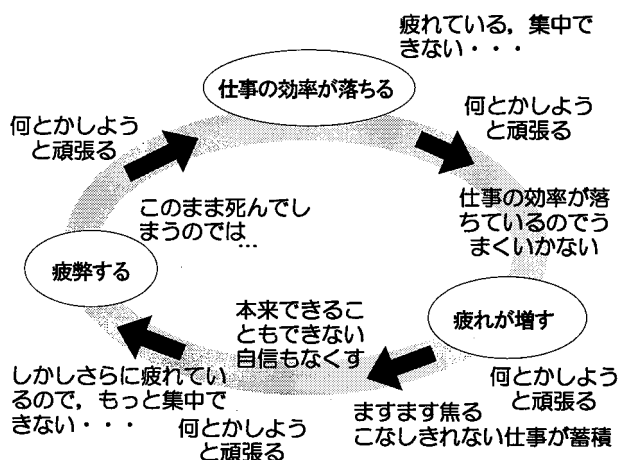 疲れている，集中で
きない・・・
仕事の効率が落ちる
何とかしよう
と頑張る
何とかしよう
と頑張る
仕事の効率が落
ちているのでう
まくいかない
このまま死んでし
まうのでは…
疲弊する
疲れが増す
本来できるこ
ともできない
自信もなくす
何とかしよう
と頑張る
ますます焦る
こなしきれない仕事が蓄積
しかしさらに疲れてい
るので，もっと集中で
きない・・・
何とかしよう
と頑張る